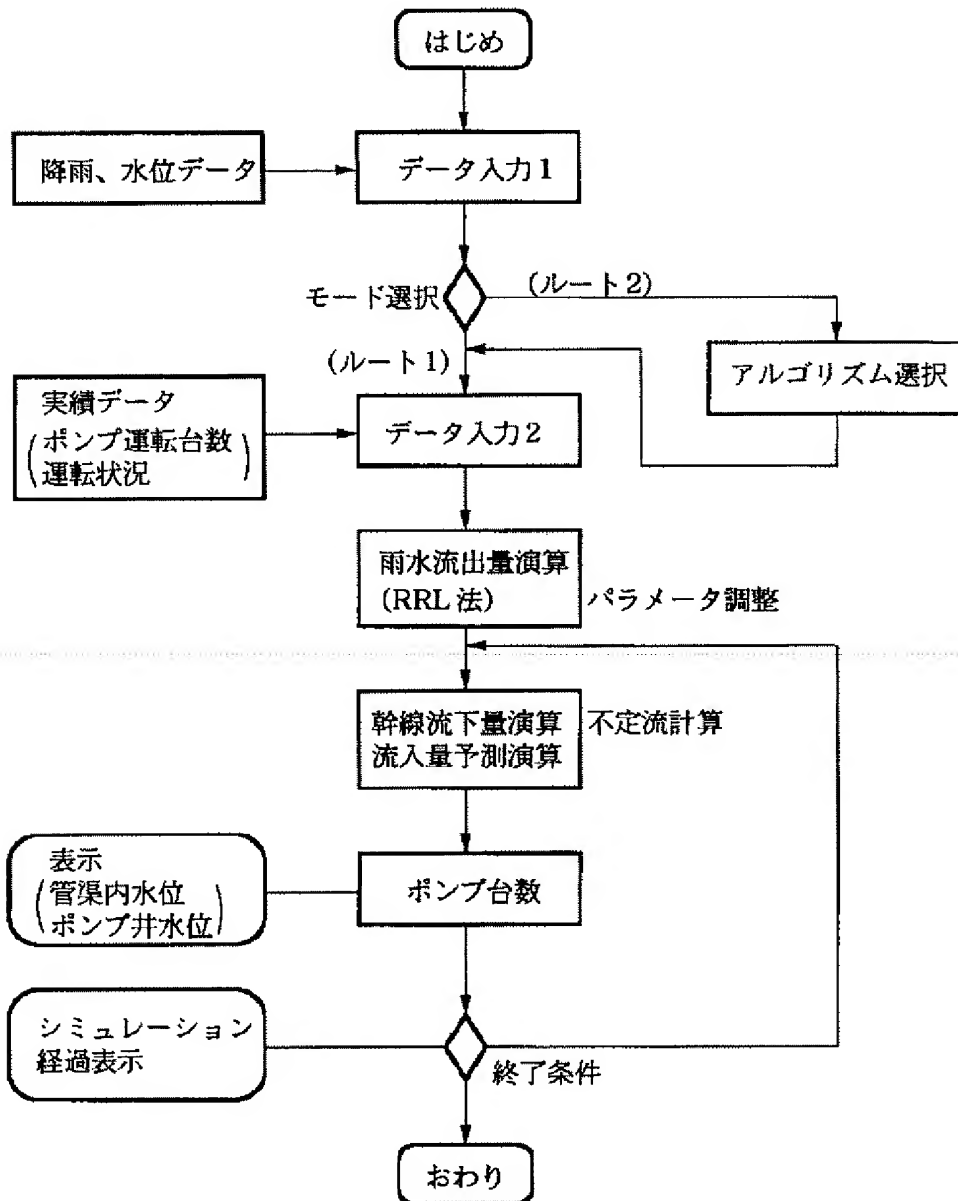 はじめ
降雨、水位データ
データ入力1
モード選択
(ルート2)
(ルート1)
アルゴリズム選択
実績データ
(ポンプ運転台数
運転状況)
データ入力2
雨水流出量演算
(RRL法)
パラメータ調整
幹線流下量演算
流入量予測演算
不定流計算
表示
(管渠内水位
ポンプ井水位)
ポンプ台数
シミュレーション
経過表示
終了条件
おわり